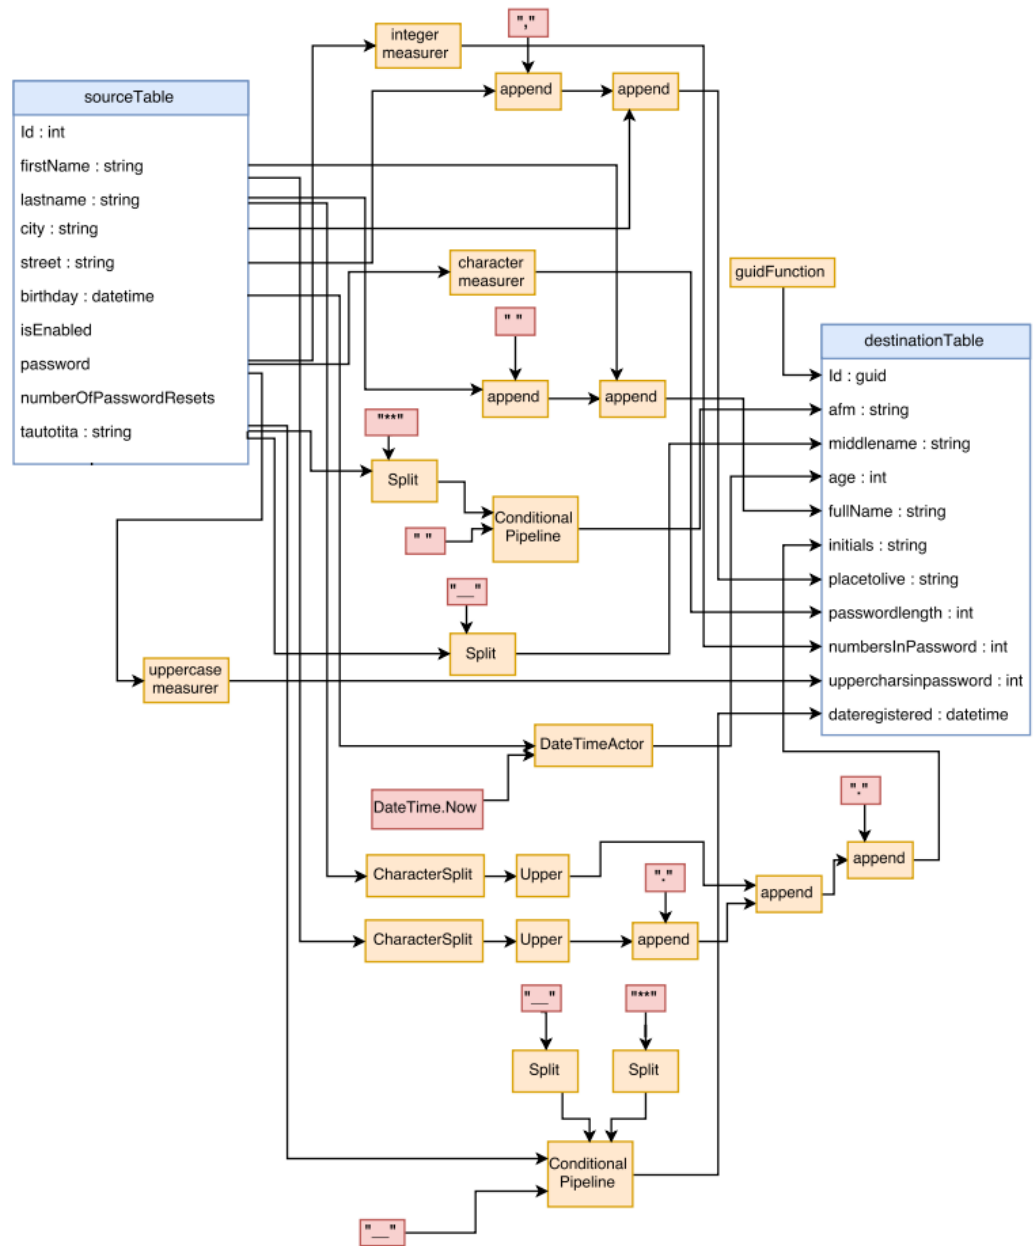 ","
integer
measurer
append
append
sourceTable
Id : int
firstName : string
lastname : string
city : string
street : string
birthday : datetime
isEnabled
password
numberOfPasswordResets
tautotita : string
character
measurer
guidFunction
" "
append
append
destinationTable
Id : guid
afm : string
middlename : string
age : int
fullName : string
initials : string
placetolive : string
passwordlength : int
numbersInPassword : int
uppercharsinpassword : int
dateregistered : datetime
"**"
Split
Conditional
Pipeline
" "
"__"
Split
uppercase
measurer
DateTimeActor
DateTime.Now
"."
append
CharacterSplit
Upper
"."
append
CharacterSplit
Upper
append
"__"
"**"
Split
Split
Conditional
Pipeline
"__"